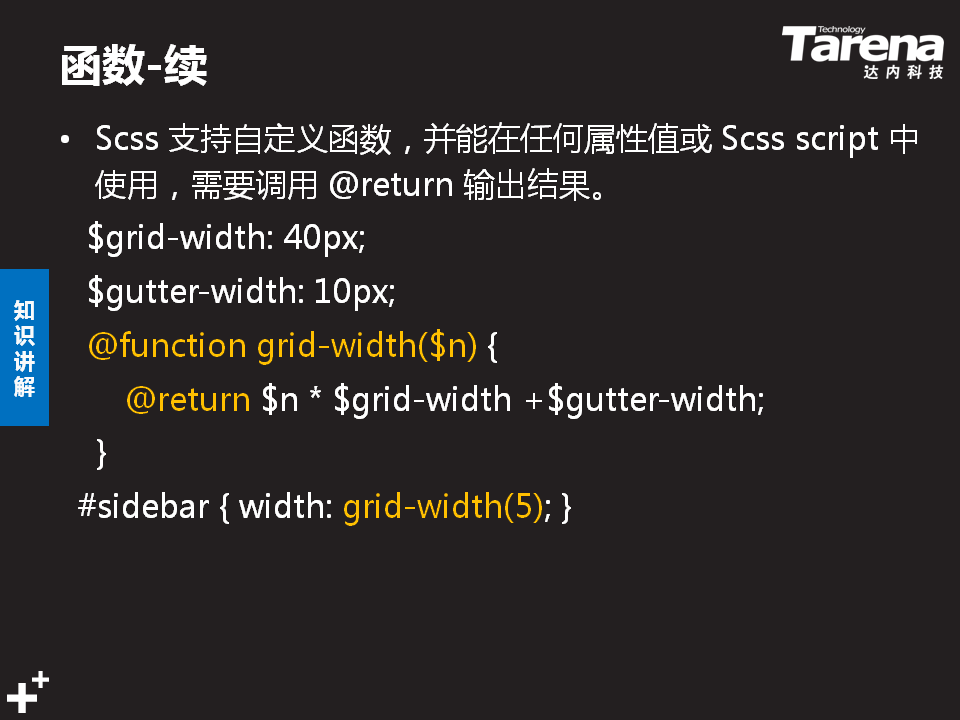 函数-续
Technology
Tarena
达内科技
• Scss 支持自定义函数，并能在任何属性值或 Scss script 中
使用，需要调用 @return 输出结果。
$grid-width: 40px;
$gutter-width: 10px;
@function grid-width($n) {
@return $n * $grid-width +$gutter-width;
}
#sidebar { width: grid-width(5); }
知识讲解